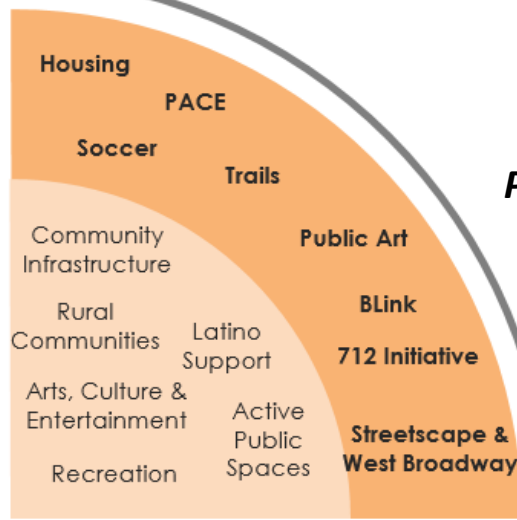 Housing
PACE
Soccer
Trails
P
Public Art
BLink
712 Initiative
Streetscape &
West Broadway
Community
Infrastructure
Rural
Communities
Latino
Support
Arts, Culture &
Entertainment
Active
Public
Spaces
Recreation